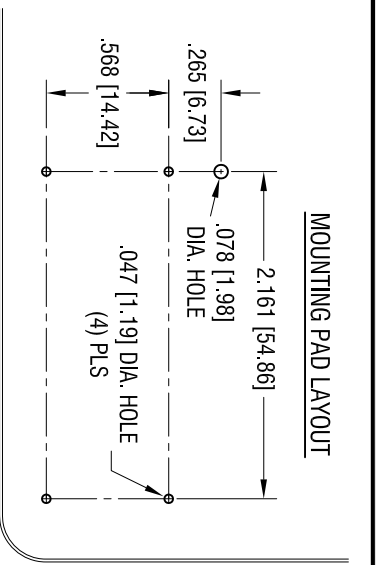 MOUNTING PAD LAYOUT
2.161 [54.86]
.265 [6.73]
.078 [1.98]
DIA. HOLE
.568 [14.42]
.047 [1.19] DIA. HOLE
(4) PLS